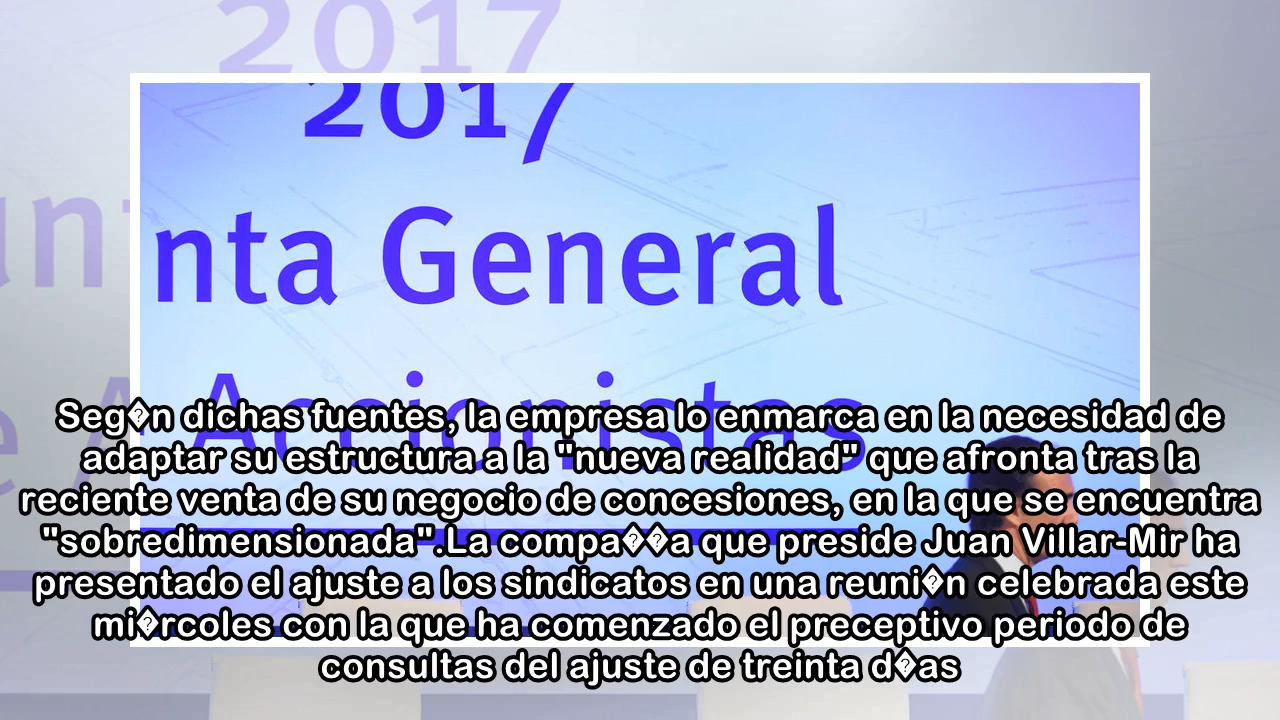 2017
2017
nta General
Accionistas
Seg�n dichas fuentes, la empresa lo enmarca en la necesidad de
adaptar su estructura a la "nueva realidad" que afronta tras la
reciente venta de su negocio de concesiones, en la que se encuentra
"sobredimensionada".La compa��a que preside Juan Villar-Mir ha
presentado el ajuste a los sindicatos en una reuni�n celebrada este
mi�rcoles con la que ha comenzado el preceptivo periodo de
consultas del ajuste de treinta d�as